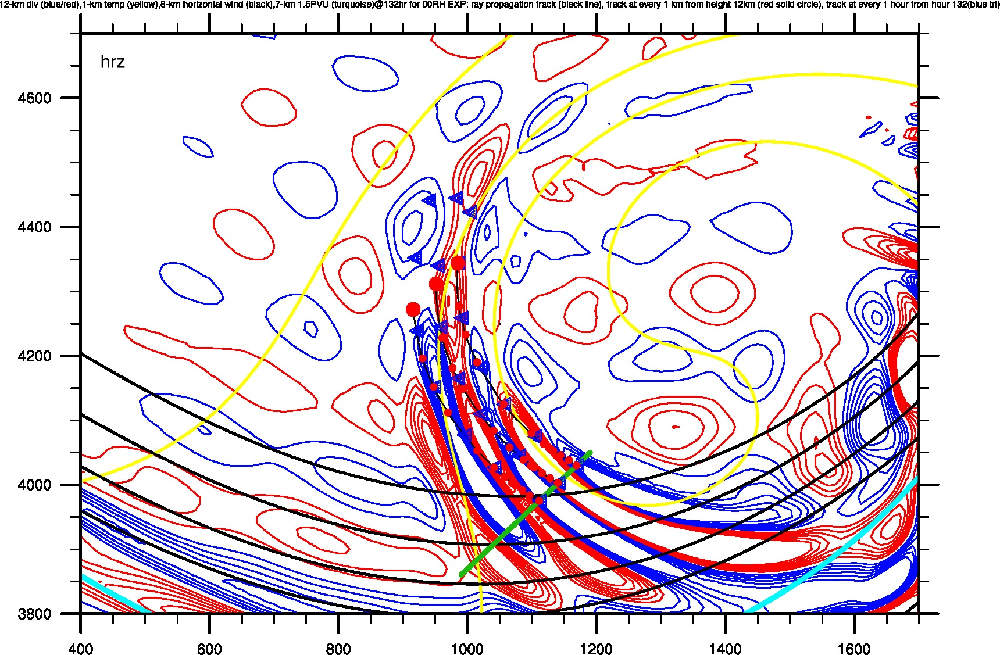 12-km div (blue/red),1-km temp (yellow),8-km horizontal wind (black),7-km 1.5PVU (turquoise)@132hr for 00RH EXP: ray propagation track (black line), track at every 1 km from height 12km (red solid circle), track at every 1 hour from hour 132(blue tri)
hrz
4600
4400
4200
4000
3800
400 600 800 1000 1200 1400 1600